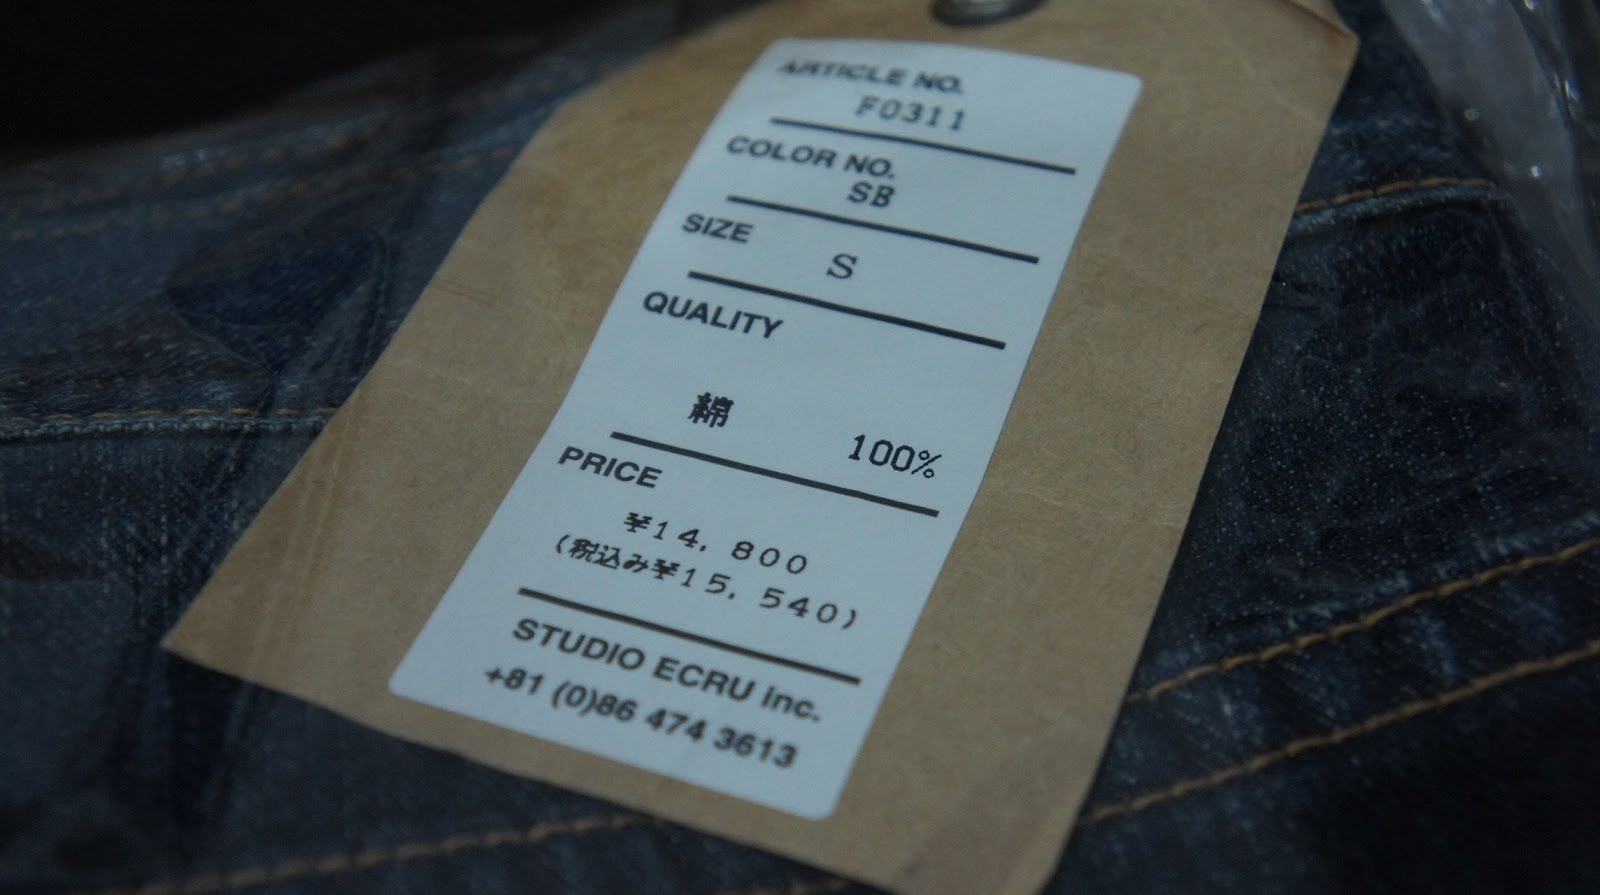 ARTICLE NO.
F0311
COLOR NO.
SB
SIZE
S
QUALITY
綿 100%
PRICE
¥14,800
(税込み¥15,540)
STUDIO ECRU inc.
+81 (0)86 474 3613